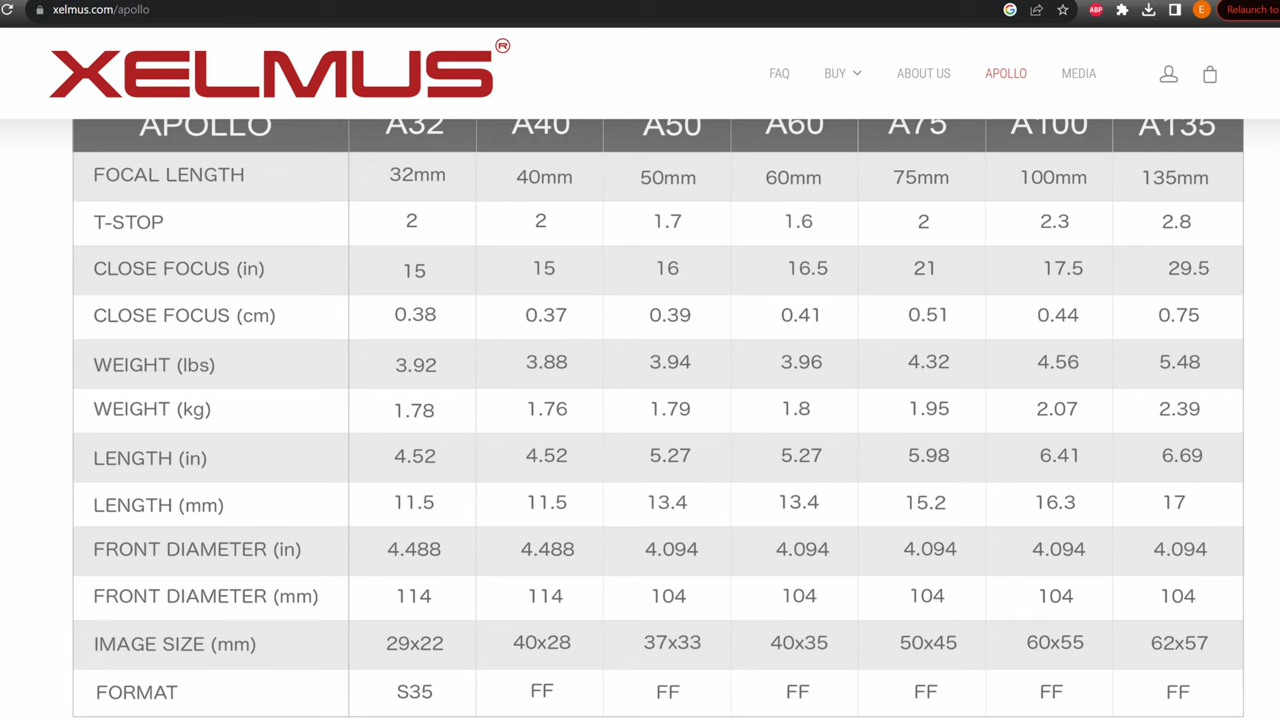 xelmus.com/apollo
ABP
E
Relaunch to
XELMUS®
FAQ BUY ABOUT US APOLLO MEDIA
APOLLO A32 A40 A50 A60 A75 A100 A135
FOCAL LENGTH 32mm 40mm 50mm 60mm 75mm 100mm 135mm
T-STOP 2 2 1.7 1.6 2 2.3 2.8
CLOSE FOCUS (in) 15 15 16 16.5 21 17.5 29.5
CLOSE FOCUS (cm) 0.38 0.37 0.39 0.41 0.51 0.44 0.75
WEIGHT (lbs) 3.92 3.88 3.94 3.96 4.32 4.56 5.48
WEIGHT (kg) 1.78 1.76 1.79 1.8 1.95 2.07 2.39
LENGTH (in) 4.52 4.52 5.27 5.27 5.98 6.41 6.69
LENGTH (mm) 11.5 11.5 13.4 13.4 15.2 16.3 17
FRONT DIAMETER (in) 4.488 4.488 4.094 4.094 4.094 4.094 4.094
FRONT DIAMETER (mm) 114 114 104 104 104 104 104
IMAGE SIZE (mm) 29x22 40x28 37x33 40x35 50x45 60x55 62x57
FORMAT S35 FF FF FF FF FF FF